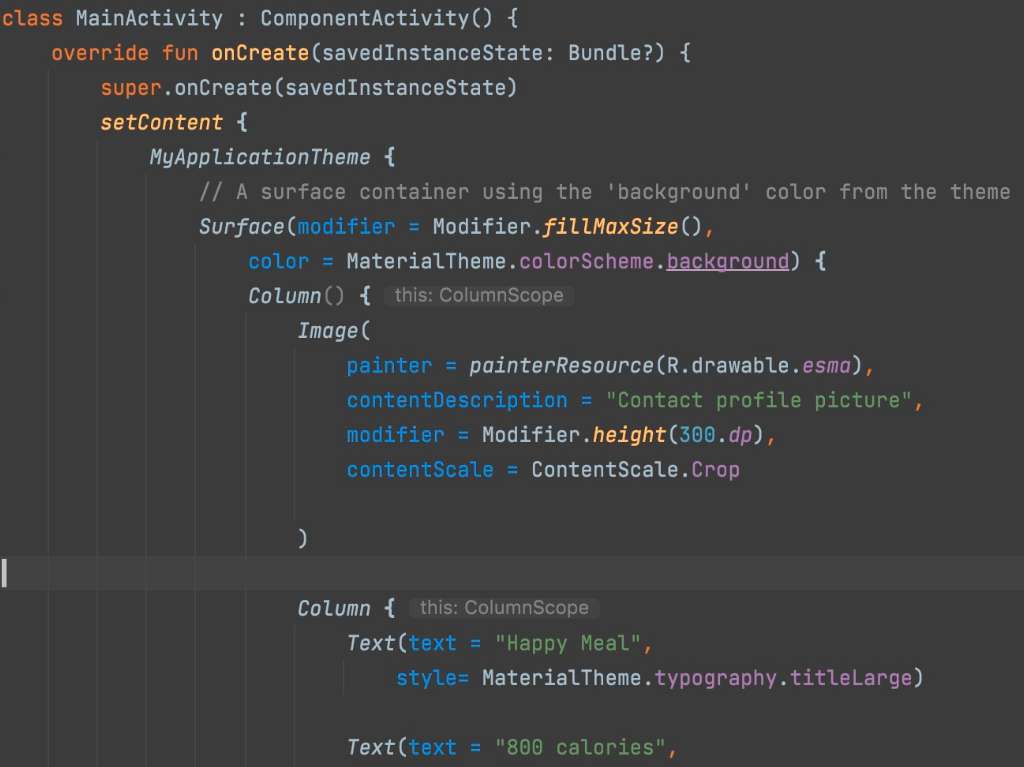 class MainActivity : ComponentActivity() {
override fun onCreate(savedInstanceState: Bundle?) {
super.onCreate(savedInstanceState)
setContent {
MyApplicationTheme {
// A surface container using the 'background' color from the theme
Surface(modifier = Modifier.fillMaxSize(),
color = MaterialTheme.colorScheme.background) {
Column() { this: ColumnScope
Image(
painter = painterResource(R.drawable.esma),
contentDescription = "Contact profile picture",
modifier = Modifier.height(300.dp),
contentScale = ContentScale.Crop
)
Column { this: ColumnScope
Text(text = "Happy Meal",
style= MaterialTheme.typography.titleLarge)
Text(text = "800 calories",